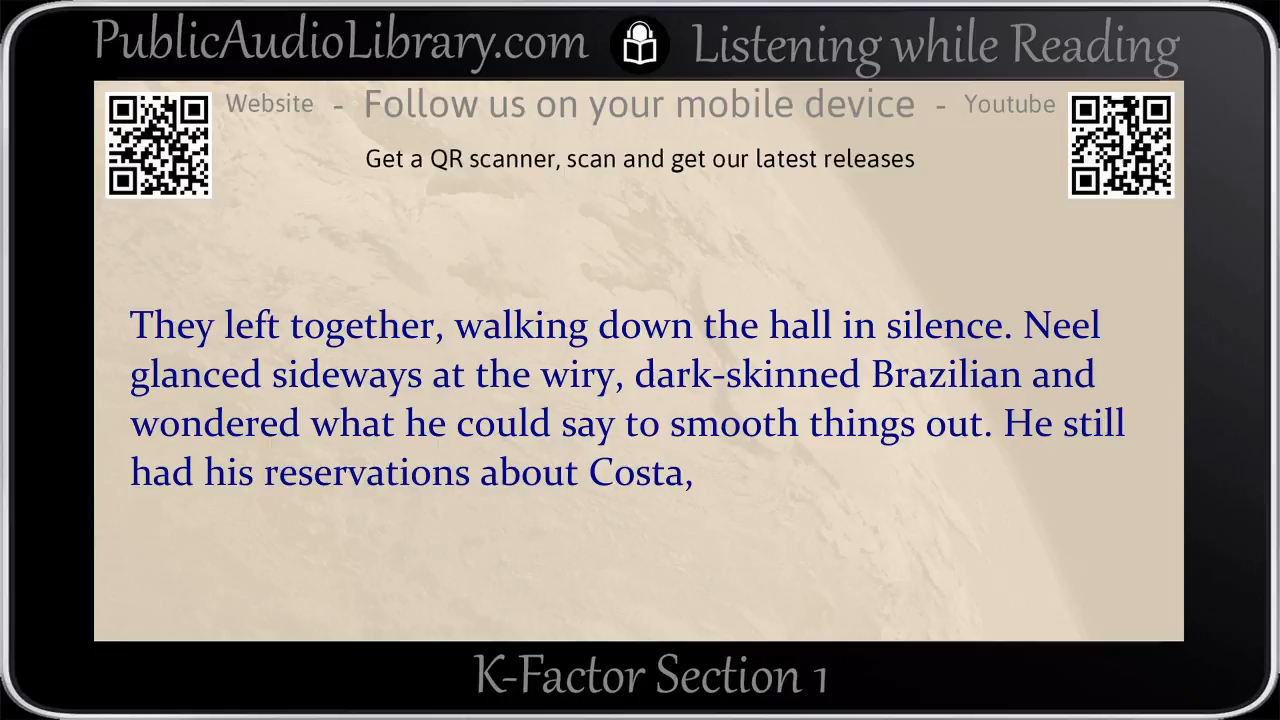 PublicAudioLibrary.com Listening while Reading
Website - Follow us on your mobile device - Youtube
Get a QR scanner, scan and get our latest releases
They left together, walking down the hall in silence. Neel
glanced sideways at the wiry, dark-skinned Brazilian and
wondered what he could say to smooth things out. He still
had his reservations about Costa,
K-Factor Section 1